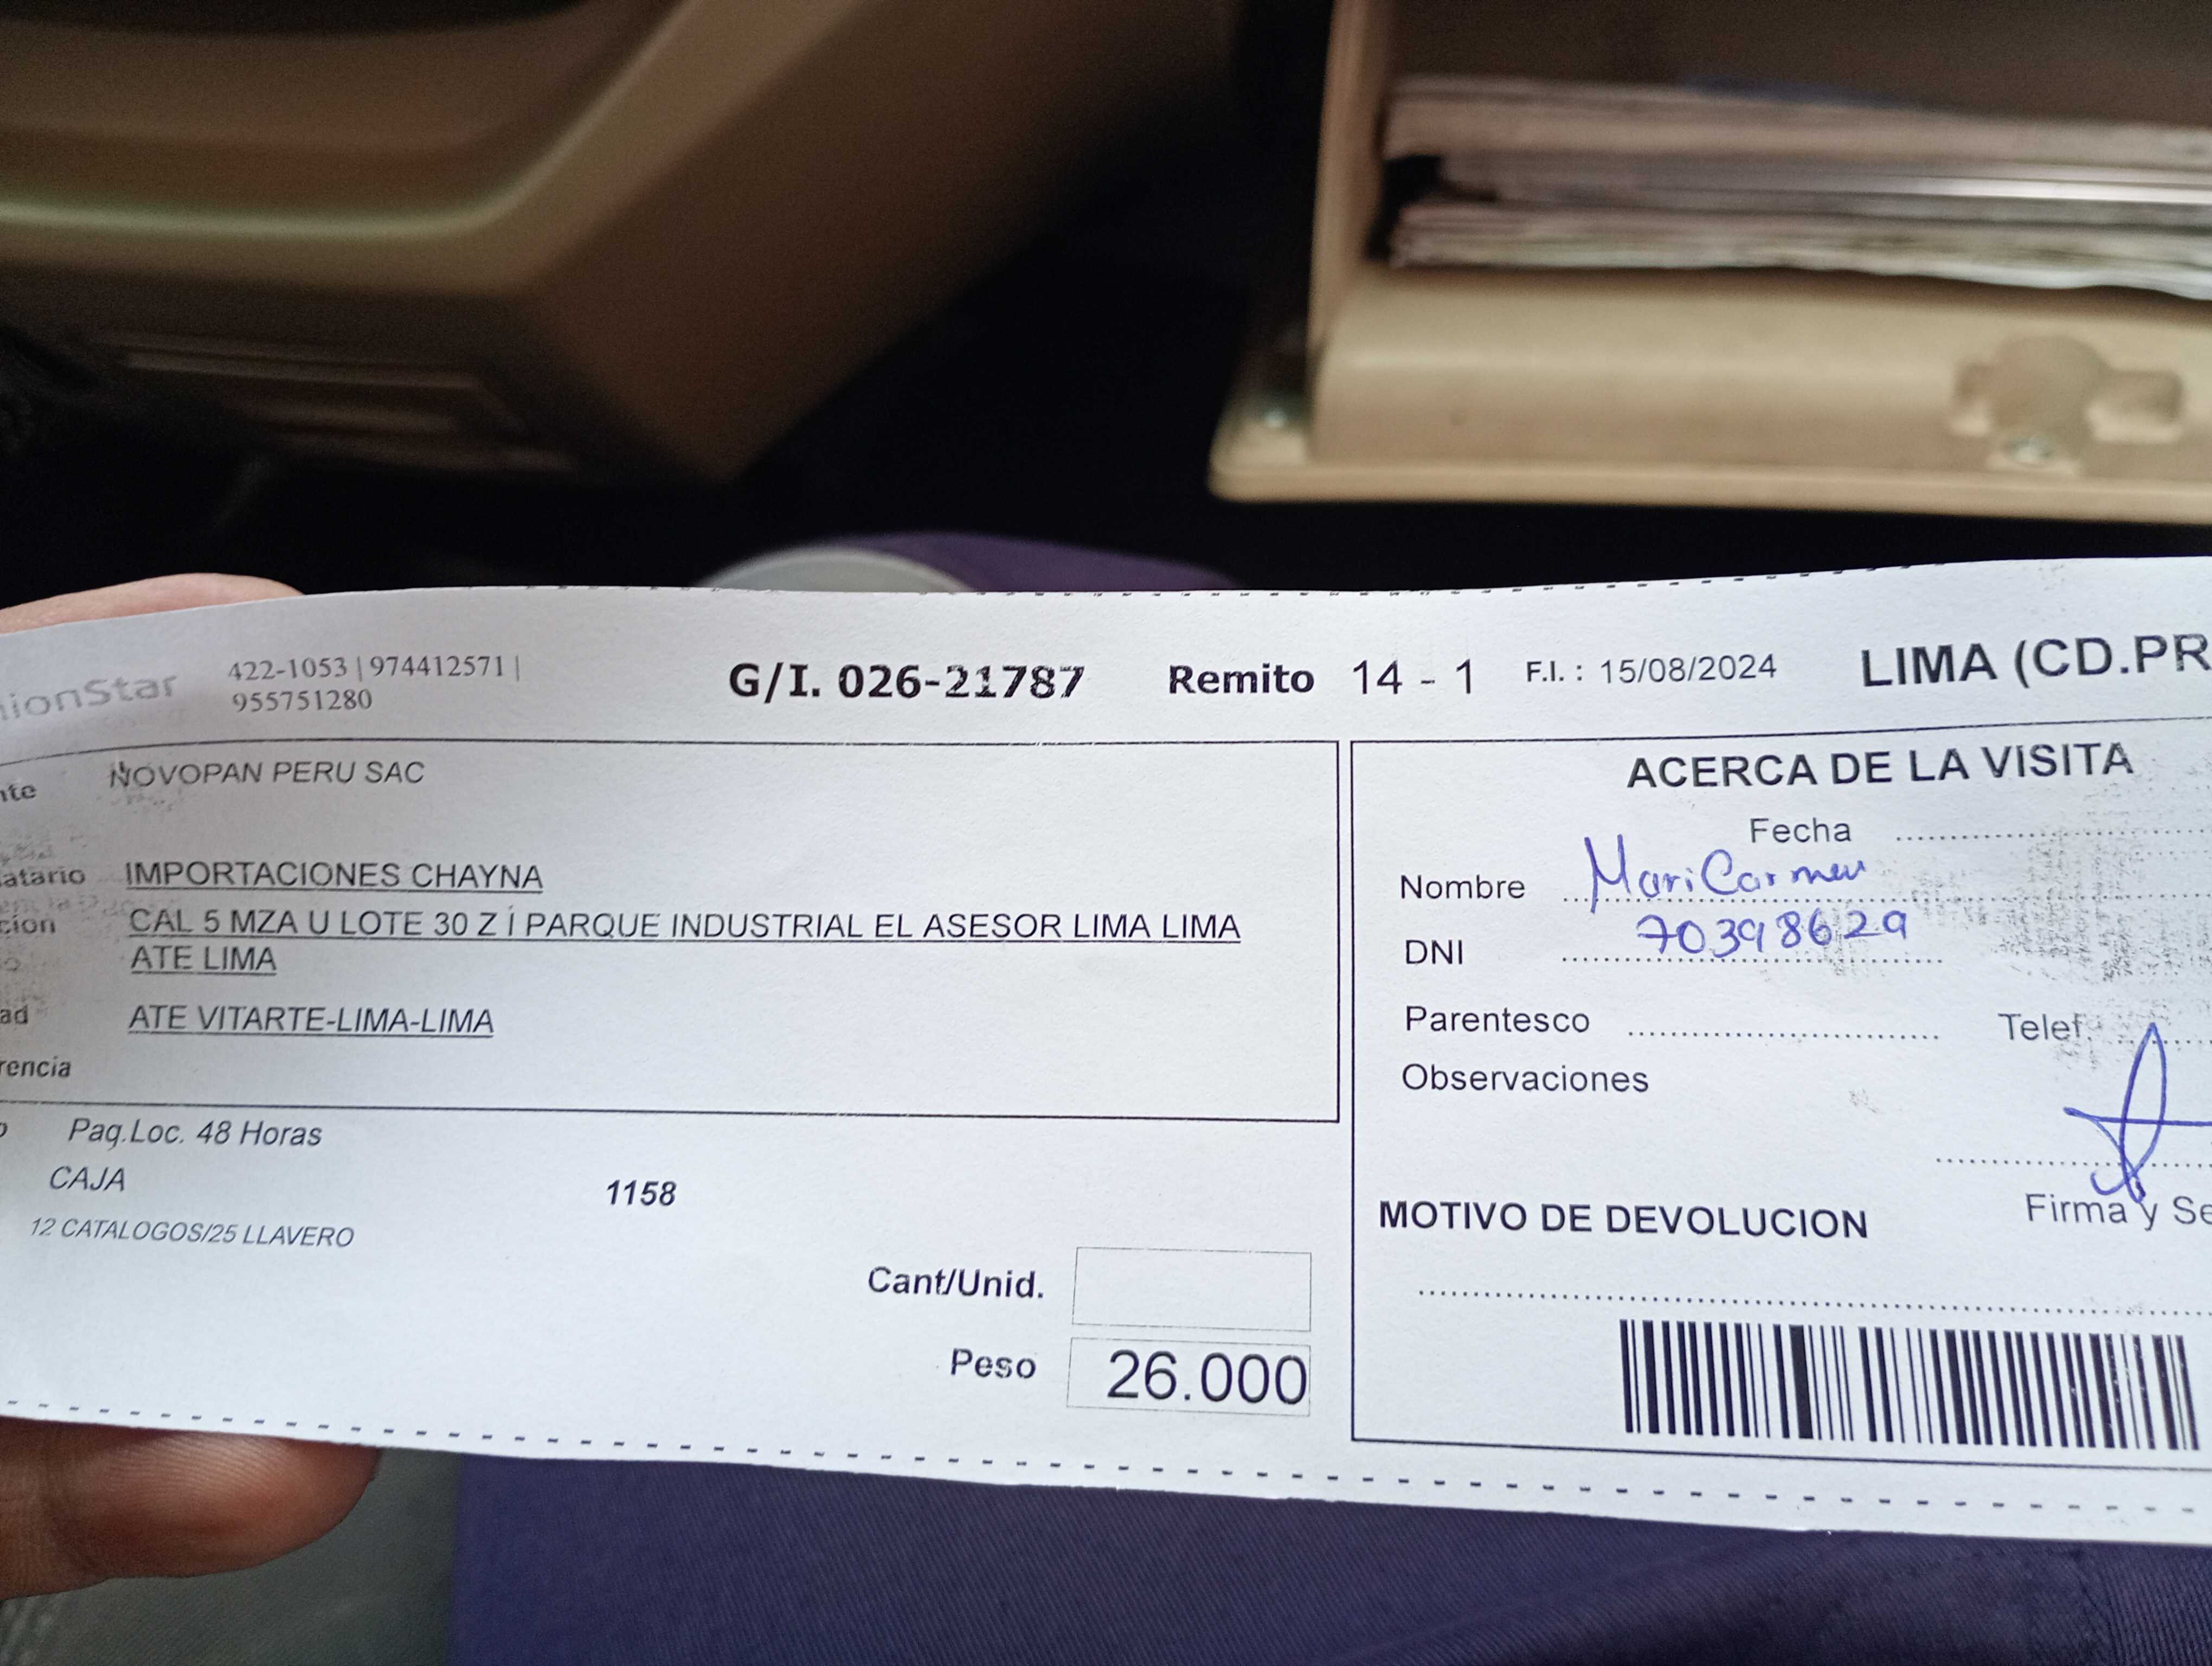 ionStar
422-1053 | 974412571 |
955751280
G/I. 026-21787
Remito 14 - 1
F.I. : 15/08/2024
LIMA (CD.PR
nte NOVOPAN PERU SAC
atario IMPORTACIONES CHAYNA
cion CAL 5 MZA U LOTE 30 Z I PARQUE INDUSTRIAL EL ASESOR LIMA LIMA
ATE LIMA
ad ATE VITARTE-LIMA-LIMA
rencia
Paq.Loc. 48 Horas
CAJA
1158
12 CATALOGOS/25 LLAVERO
Cant/Unid.
Peso 26.000
ACERCA DE LA VISITA
Fecha
Nombre MariCarmen
DNI 70398629
Parentesco
Telef.
Observaciones
Firma y Se
MOTIVO DE DEVOLUCION